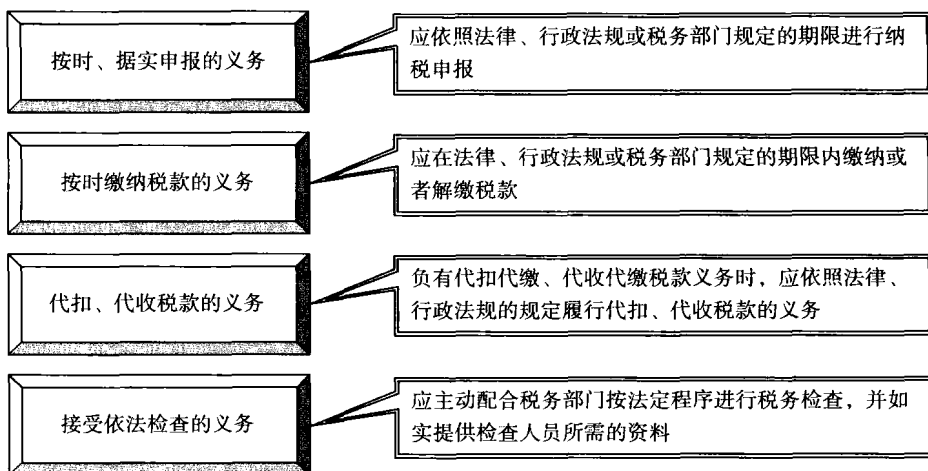 按时、据实申报的义务
应依照法律、行政法规或税务部门规定的期限进行纳
税申报
按时缴纳税款的义务
应在法律、行政法规或税务部门规定的期限内缴纳或
者解缴税款
代扣、代收税款的义务
负有代扣代缴、代收代缴税款义务时，应依照法律、
行政法规的规定履行代扣、代收税款的义务
接受依法检查的义务
应主动配合税务部门按法定程序进行税务检查，并如
实提供检查人员所需的资料